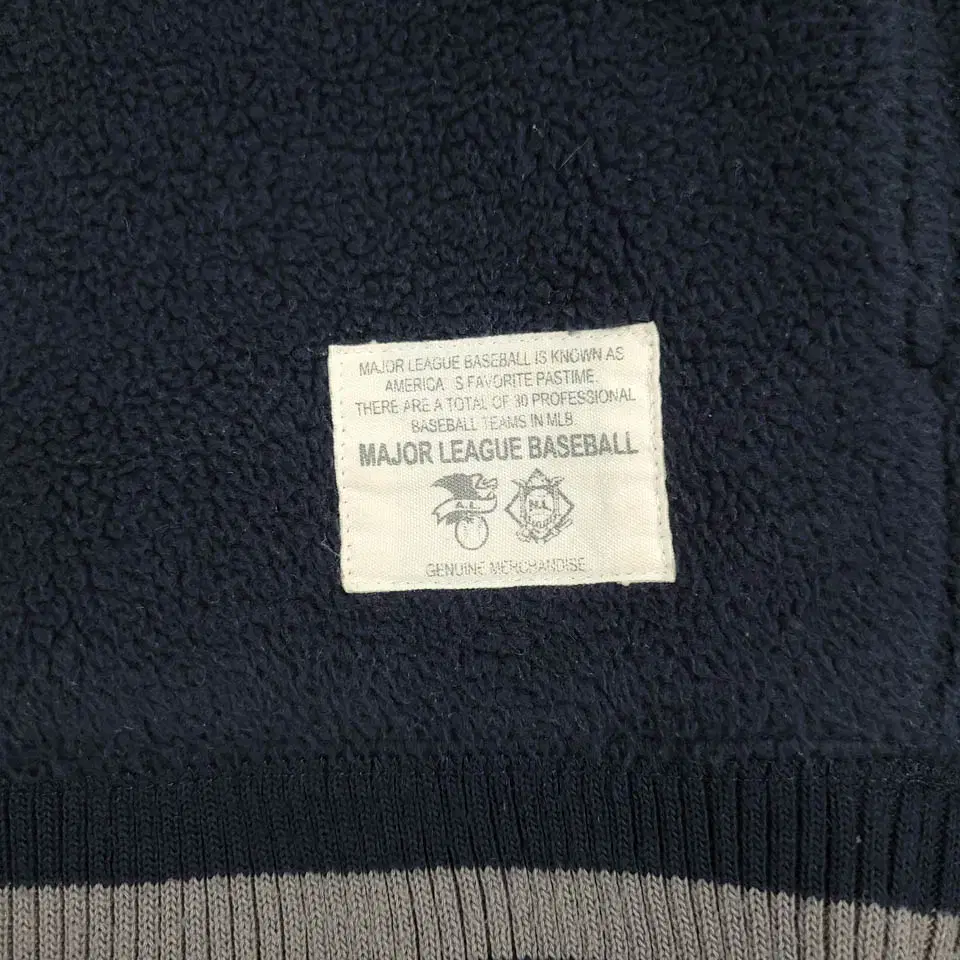 MAJOR LEAGUE BASEBALL IS KNOWN AS
AMERICA S FAVORITE PASTIME.
THERE ARE A TOTAL OF 30 PROFESSIONAL
BASEBALL TEAMS IN MLB.
MAJOR LEAGUE BASEBALL
A.L. N.L.
GENUINE MERCHANDISE